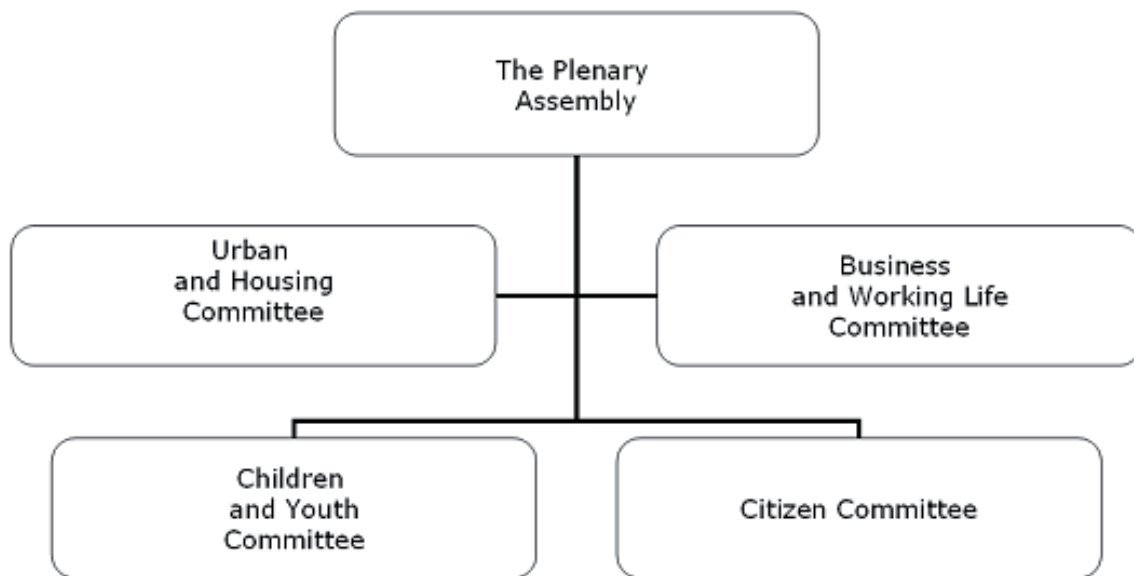 The Plenary
Assembly
Urban
and Housing
Committee
Business
and Working Life
Committee
Children
and Youth
Committee
Citizen Committee